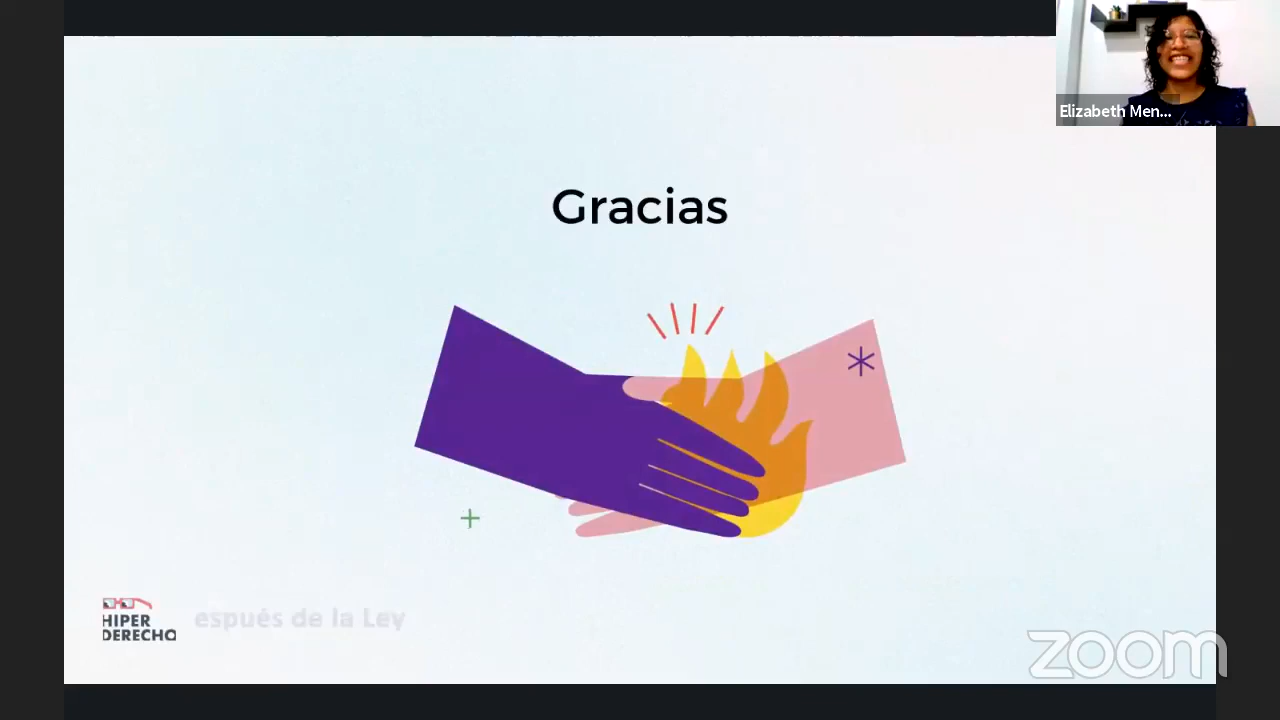 Elizabeth Men...
Gracias
HIPER
DERECHO
espués de la Ley
zoom